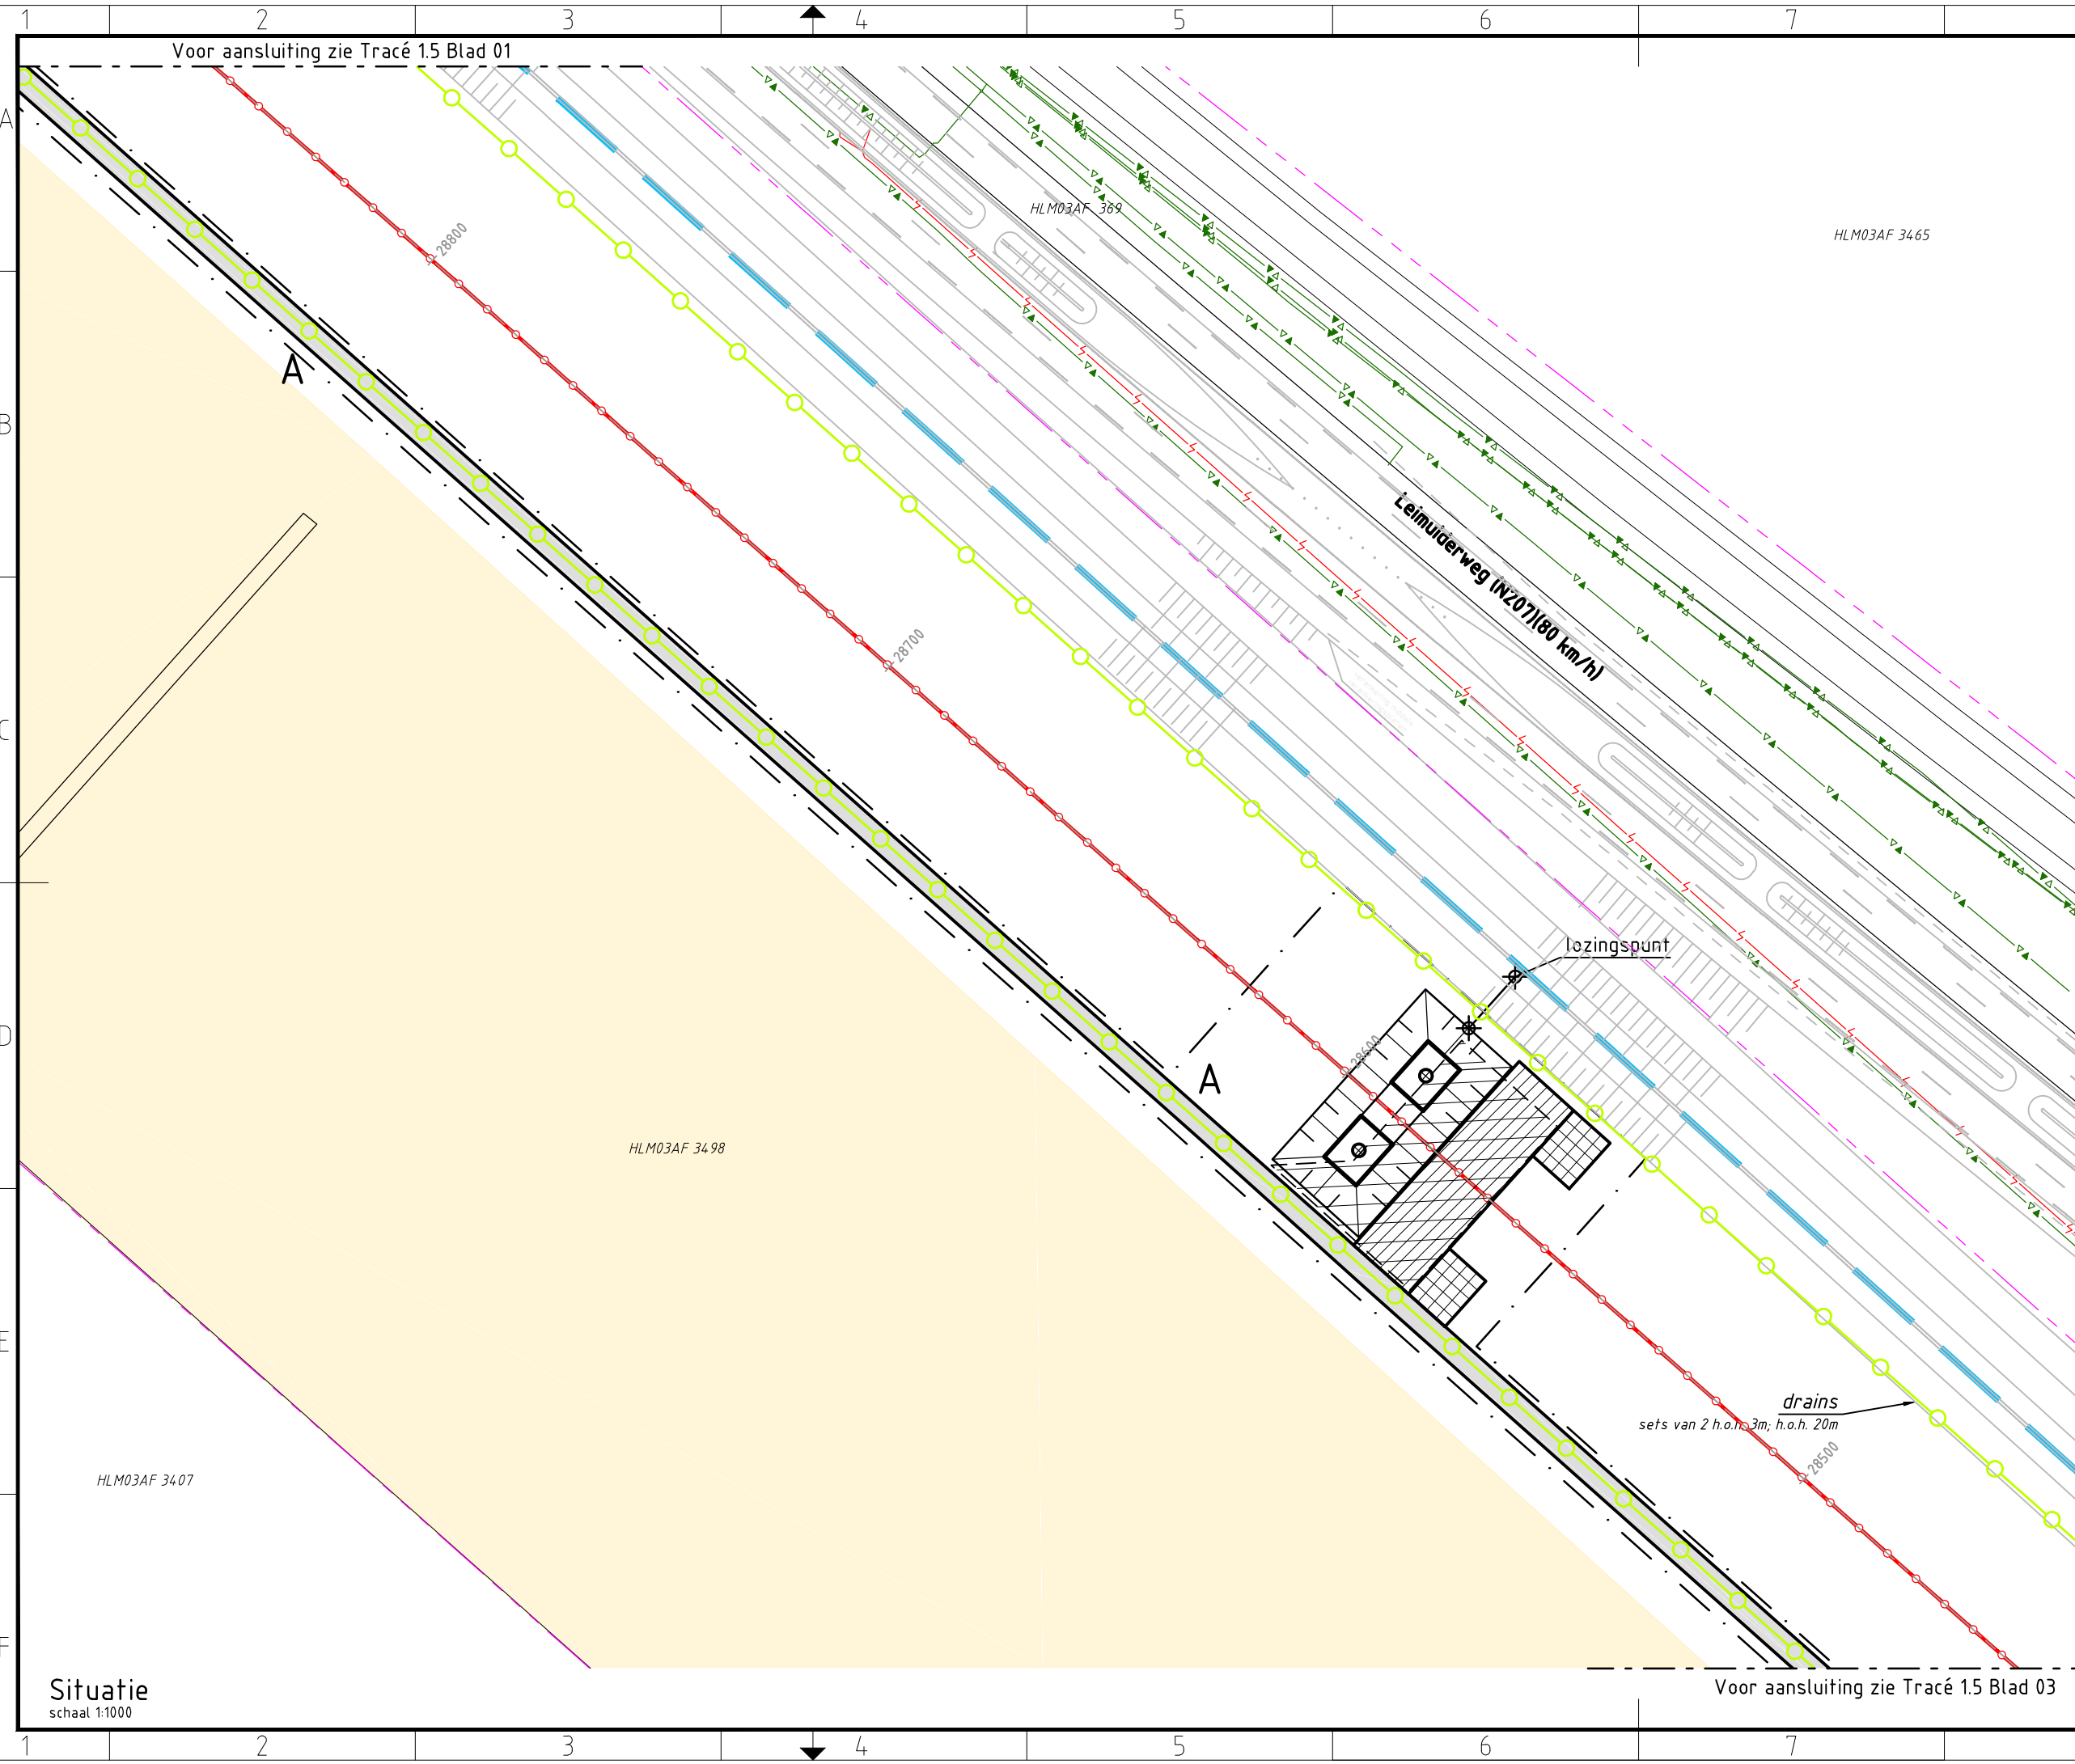 1 2 3 4 5 6 7
Voor aansluiting zie Tracé 1.5 Blad 01
A
HLM03AF 369
HLM03AF 3465
28800
A
B
Leimuiderweg (N207)(80 km/h)
28700
C
lozingspunt
D
28600
A
HLM03AF 3498
E
drains
sets van 2 h.o.h. 3m; h.o.h. 20m
28500
HLM03AF 3407
F
Situatie
schaal 1:1000
Voor aansluiting zie Tracé 1.5 Blad 03
1 2 3 4 5 6 7